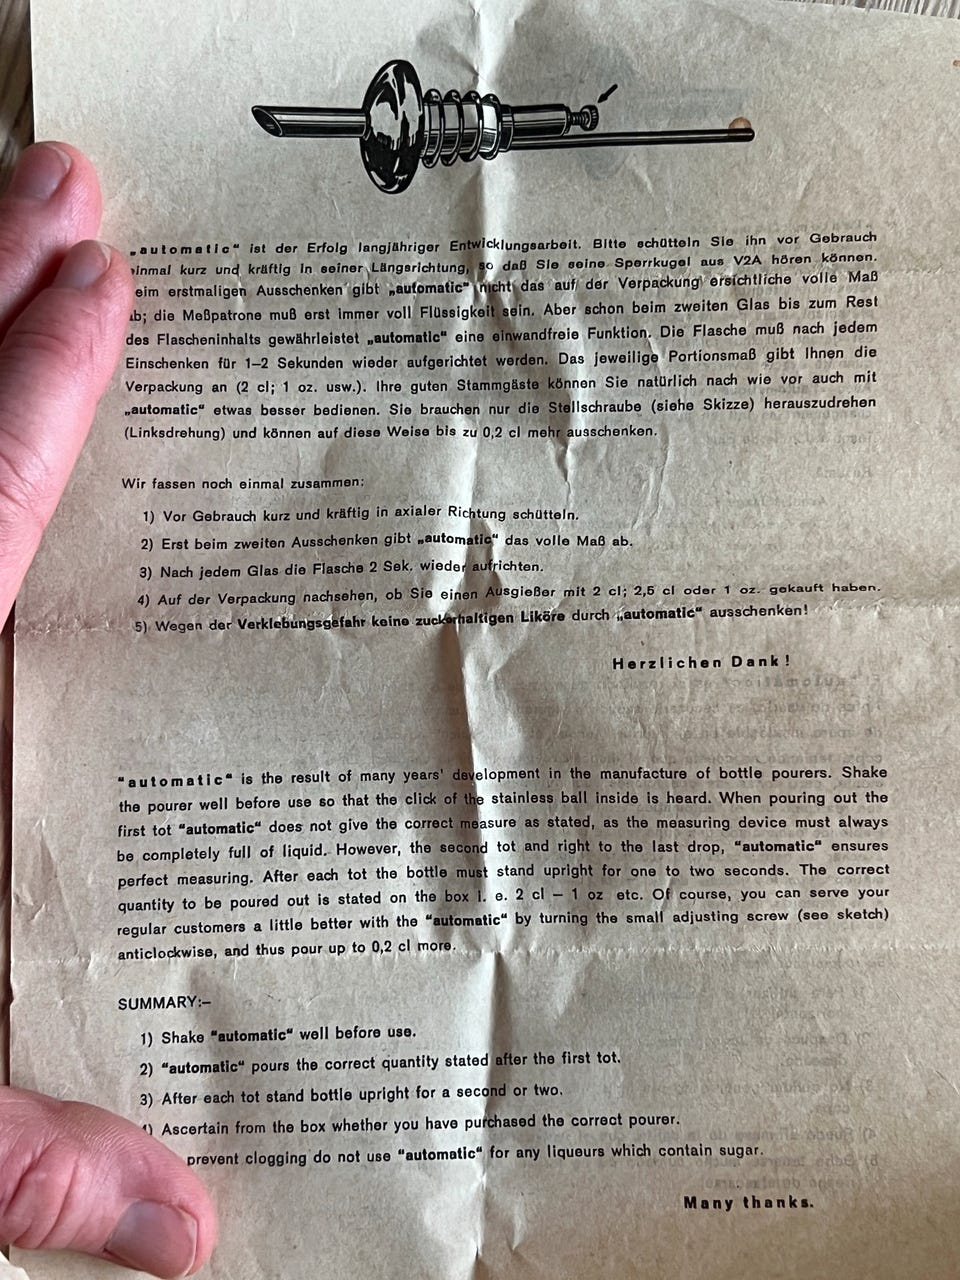 „automatic“ ist der Erfolg langjähriger Entwicklungsarbeit. Bitte schütteln Sie ihn vor Gebrauch
einmal kurz und kräftig in seiner Längsrichtung, so daß Sie seine Sperrkugel aus V2A hören können.
eim erstmaligen Ausschenken gibt „automatic“ nicht das auf der Verpackung ersichtliche volle Maß
ab; die Meßpatrone muß erst immer voll Flüssigkeit sein. Aber schon beim zweiten Glas bis zum Rest
des Flascheninhalts gewährleistet „automatic“ eine einwandfreie Funktion. Die Flasche muß nach jedem
Einschenken für 1–2 Sekunden wieder aufgerichtet werden. Das jeweilige Portionsmaß gibt Ihnen die
Verpackung an (2 cl; 1 oz. usw.). Ihre guten Stammgäste können Sie natürlich nach wie vor auch mit
„automatic“ etwas besser bedienen. Sie brauchen nur die Stellschraube (siehe Skizze) herauszudrehen
(Linksdrehung) und können auf diese Weise bis zu 0,2 cl mehr ausschenken.
Wir fassen noch einmal zusammen:
1) Vor Gebrauch kurz und kräftig in axialer Richtung schütteln.
2) Erst beim zweiten Ausschenken gibt „automatic“ das volle Maß ab.
3) Nach jedem Glas die Flasche 2 Sek. wieder aufrichten.
4) Auf der Verpackung nachsehen, ob Sie einen Ausgießer mit 2 cl; 2,5 cl oder 1 oz. gekauft haben.
5) Wegen der Verklebungsgefahr keine zuckerhaltigen Liköre durch „automatic“ ausschenken!
Herzlichen Dank!
“automatic“ is the result of many years' development in the manufacture of bottle pourers. Shake
the pourer well before use so that the click of the stainless ball inside is heard. When pouring out the
first tot “automatic“ does not give the correct measure as stated, as the measuring device must always
be completely full of liquid. However, the second tot and right to the last drop, “automatic“ ensures
perfect measuring. After each tot the bottle must stand upright for one to two seconds. The correct
quantity to be poured out is stated on the box i. e. 2 cl – 1 oz etc. Of course, you can serve your
regular customers a little better with the “automatic“ by turning the small adjusting screw (see sketch)
anticlockwise, and thus pour up to 0,2 cl more.
SUMMARY:–
1) Shake “automatic“ well before use.
2) “automatic“ pours the correct quantity stated after the first tot.
3) After each tot stand bottle upright for a second or two.
4) Ascertain from the box whether you have purchased the correct pourer.
prevent clogging do not use “automatic“ for any liqueurs which contain sugar.
Many thanks.